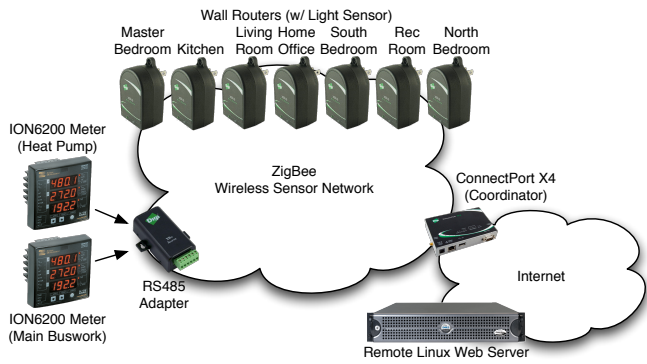 Wall Routers (w/ Light Sensor)
Master
Bedroom
Kitchen
Living
Room
Home
Office
South
Bedroom
Rec
Room
North
Bedroom
ION6200 Meter
(Heat Pump)
480.1
272.0
192.2
ZigBee
Wireless Sensor Network
ConnectPort X4
(Coordinator)
Digi
RS485
Adapter
480.1
272.0
192.2
ION6200 Meter
(Main Buswork)
Internet
Remote Linux Web Server